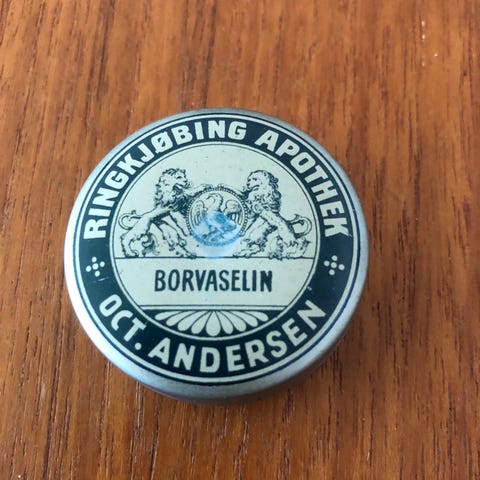 RINGKJØBING APOTHEK
BORVASELIN
OCT. ANDERSEN